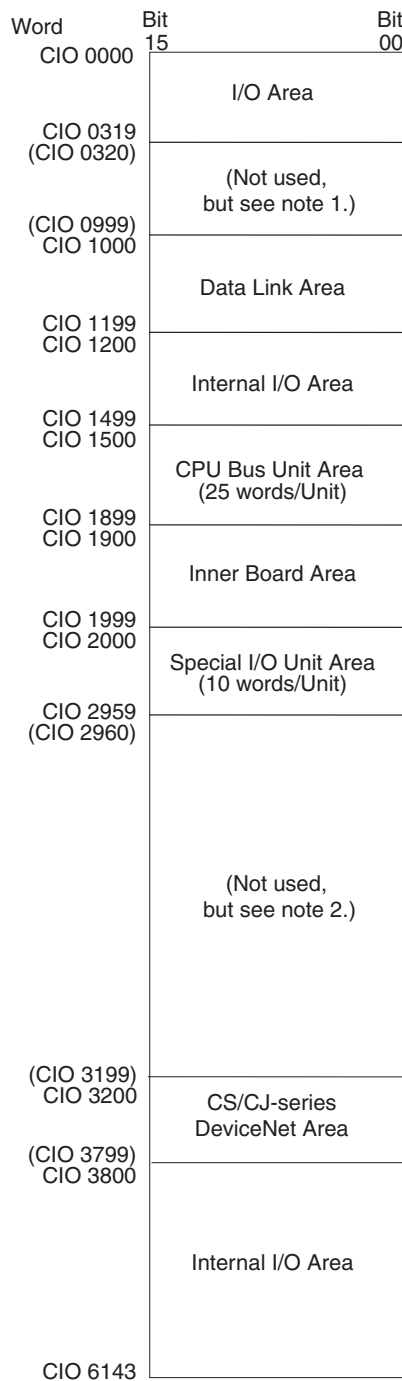 Word
Bit
15
Bit
00
CIO 0000
I/O Area
CIO 0319
(CIO 0320)
(Not used,
but see note 1.)
(CIO 0999)
CIO 1000
Data Link Area
CIO 1199
CIO 1200
Internal I/O Area
CIO 1499
CIO 1500
CPU Bus Unit Area
(25 words/Unit)
CIO 1899
CIO 1900
Inner Board Area
CIO 1999
CIO 2000
Special I/O Unit Area
(10 words/Unit)
CIO 2959
(CIO 2960)
(Not used,
but see note 2.)
(CIO 3199)
CIO 3200
CS/CJ-series
DeviceNet Area
(CIO 3799)
CIO 3800
Internal I/O Area
CIO 6143